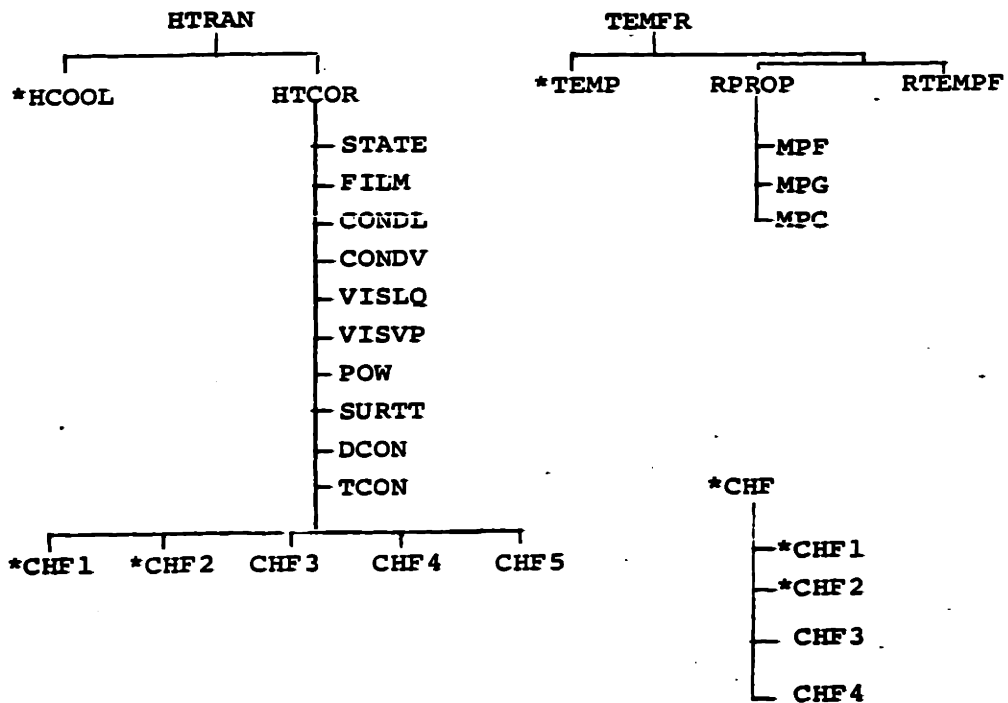 HTRAN
TEMFR
*HCOOL
HTCOR
*TEMP
RPROP
RTEMPF
STATE
FILM
CONDL
CONDV
VISLQ
VISVP
POW
SURTT
DCON
TCON
MPF
MPG
MPC
*CHF1
*CHF2
CHF3
CHF4
CHF5
*CHF
*CHF1
*CHF2
CHF3
CHF4